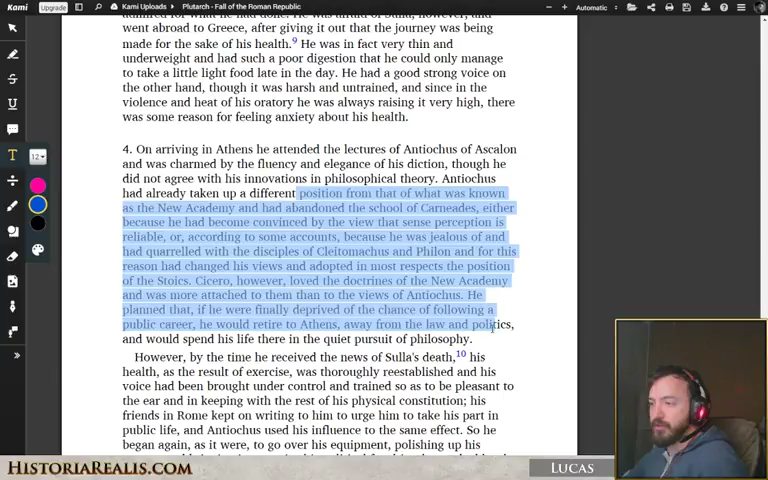 Kami
Upgrade
Kami Uploads > Plutarch - Fall of the Roman Republic
Automatic
admired for what he had done. He was afraid of Sulla, however, and
went abroad to Greece, after giving it out that the journey was being
made for the sake of his health.9 He was in fact very thin and
underweight and had such a poor digestion that he could only manage
to take a little light food late in the day. He had a good strong voice on
the other hand, though it was harsh and untrained, and since in the
violence and heat of his oratory he was always raising it very high, there
was some reason for feeling anxiety about his health.
4. On arriving in Athens he attended the lectures of Antiochus of Ascalon
and was charmed by the fluency and elegance of his diction, though he
did not agree with his innovations in philosophical theory. Antiochus
had already taken up a different position from that of what was known
as the New Academy and had abandoned the school of Carneades, either
because he had become convinced by the view that sense perception is
reliable, or, according to some accounts, because he was jealous of and
had quarrelled with the disciples of Cleitomachus and Philon and for this
reason had changed his views and adopted in most respects the position
of the Stoics. Cicero, however, loved the doctrines of the New Academy
and was more attached to them than to the views of Antiochus. He
planned that, if he were finally deprived of the chance of following a
public career, he would retire to Athens, away from the law and politics,
and would spend his life there in the quiet pursuit of philosophy.
However, by the time he received the news of Sulla's death,10 his
health, as the result of exercise, was thoroughly reestablished and his
voice had been brought under control and trained so as to be pleasant to
the ear and in keeping with the rest of his physical constitution; his
friends in Rome kept on writing to him to urge him to take his part in
public life, and Antiochus used his influence to the same effect. So he
began again, as it were, to go over his equipment, polishing up his
12
HISTORIAREALIS.COM
LUCAS